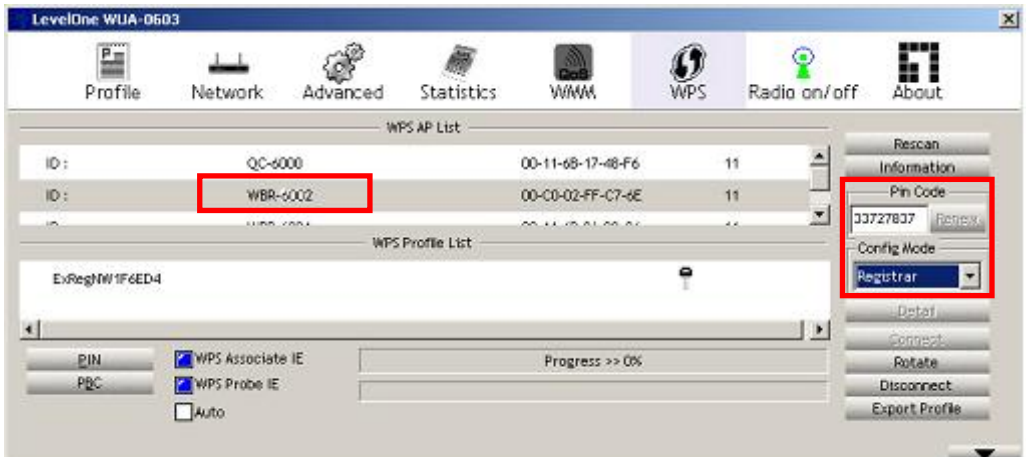 LevelOne WUA-0603
Profile Network Advanced Statistics QoS WMM WPS Radio on/off About
WPS AP List
ID : QC-6000 00-11-6B-17-48-F6 11
ID : WBR-6002 00-C0-02-FF-C7-6E 11
WPS Profile List
ExRegNW1F6ED4
Rescan
Information
Pin Code
33727837 Renew
Config Mode
Registrar
Detail
Connect
Rotate
Disconnect
Export Profile
PIN WPS Associate IE Progress >> 0%
PBC WPS Probe IE
Auto